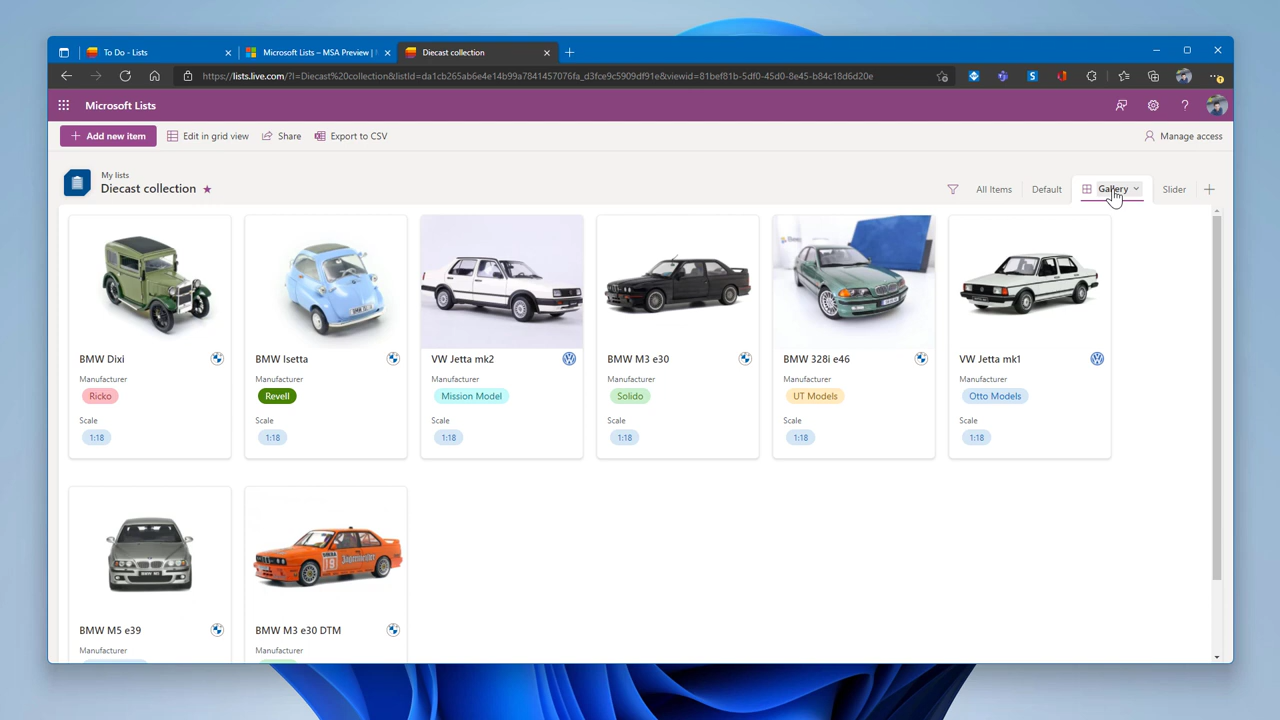 To Do - Lists
Microsoft Lists – MSA Preview |
Diecast collection
https://lists.live.com/?l=Diecast%20collection&listId=da1cb265ab6e4e14b99a7841457076fa_d3fce9c5909df91e&viewid=81bef81b-5df0-45d0-8e45-b84c18d6d20e
Microsoft Lists
Add new item
Edit in grid view
Share
Export to CSV
Manage access
My lists
Diecast collection
All Items
Default
Gallery
Slider
BMW Dixi
Manufacturer
Ricko
Scale
1:18
BMW Isetta
Manufacturer
Revell
Scale
1:18
VW Jetta mk2
Manufacturer
Mission Model
Scale
1:18
BMW M3 e30
Manufacturer
Solido
Scale
1:18
BMW 328i e46
Manufacturer
UT Models
Scale
1:18
VW Jetta mk1
Manufacturer
Otto Models
Scale
1:18
BMW M5 e39
Manufacturer
19
Jägermeister
BMW M3 e30 DTM
Manufacturer